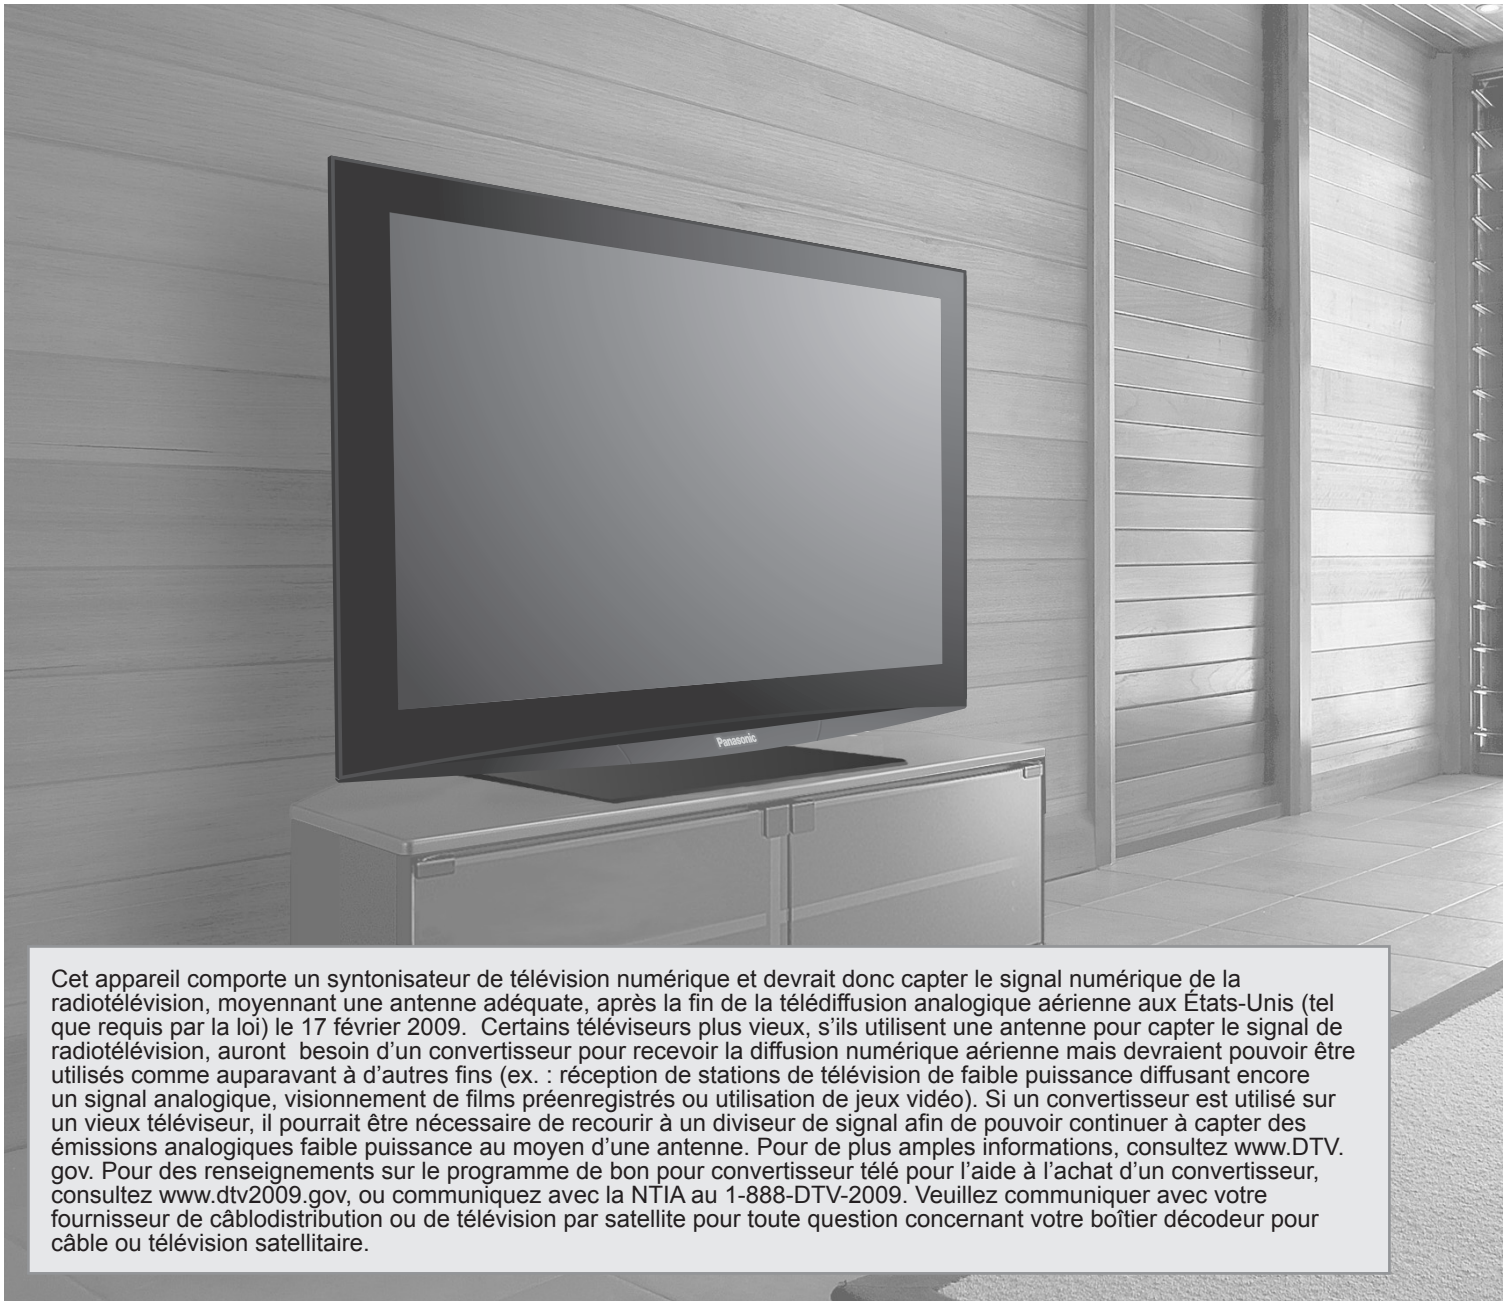 Panasonic
Cet appareil comporte un syntonisateur de télévision numérique et devrait donc capter le signal numérique de la
radiotélévision, moyennant une antenne adéquate, après la fin de la télédiffusion analogique aérienne aux États-Unis (tel
que requis par la loi) le 17 février 2009.  Certains téléviseurs plus vieux, s’ils utilisent une antenne pour capter le signal de
radiotélévision, auront  besoin d’un convertisseur pour recevoir la diffusion numérique aérienne mais devraient pouvoir être
utilisés comme auparavant à d’autres fins (ex. : réception de stations de télévision de faible puissance diffusant encore
un signal analogique, visionnement de films préenregistrés ou utilisation de jeux vidéo). Si un convertisseur est utilisé sur
un vieux téléviseur, il pourrait être nécessaire de recourir à un diviseur de signal afin de pouvoir continuer à capter des
émissions analogiques faible puissance au moyen d’une antenne. Pour de plus amples informations, consultez www.DTV.
gov. Pour des renseignements sur le programme de bon pour convertisseur télé pour l’aide à l’achat d’un convertisseur,
consultez www.dtv2009.gov, ou communiquez avec la NTIA au 1-888-DTV-2009. Veuillez communiquer avec votre
fournisseur de câblodistribution ou de télévision par satellite pour toute question concernant votre boîtier décodeur pour
câble ou télévision satellitaire.